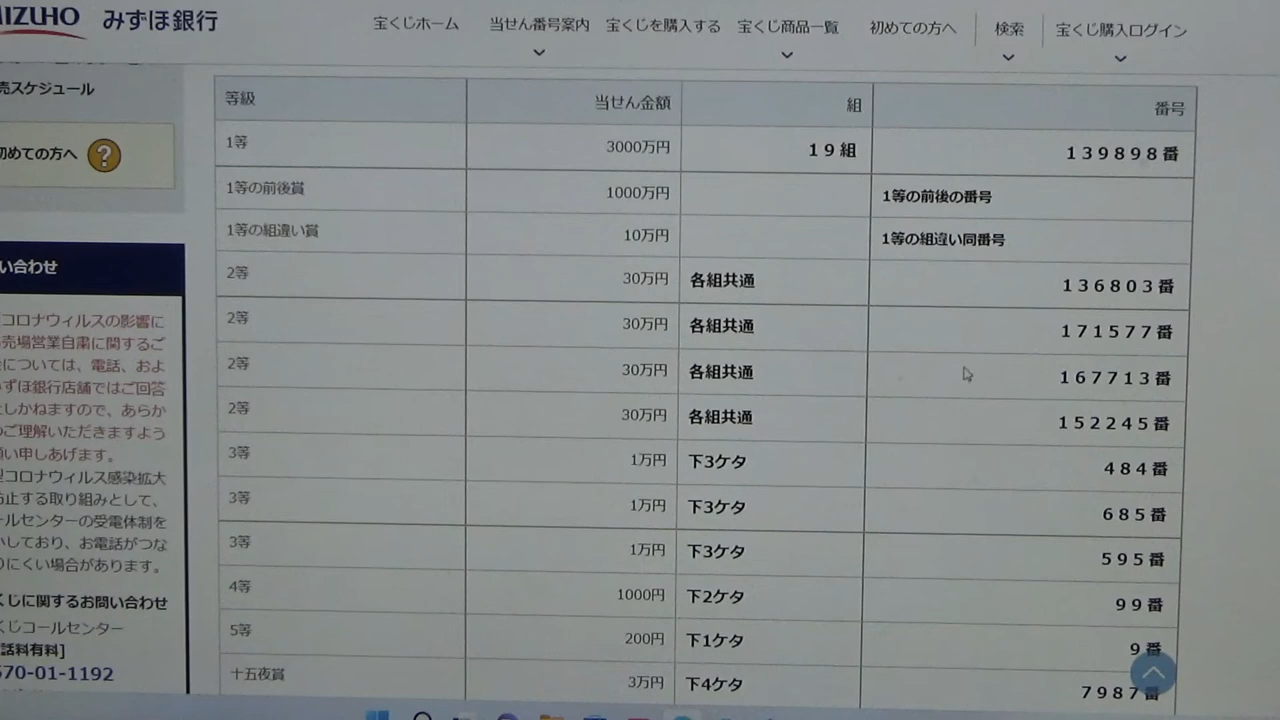 MIZUHO みずほ銀行
宝くじホーム 当せん番号案内 宝くじを購入する 宝くじ商品一覧 初めての方へ 検索 宝くじ購入ログイン
売スケジュール
初めての方へ ?
い合わせ
コロナウィルスの影響に
売場営業自粛に関するご
については、電話、およ
ずほ銀行店舗ではご回答
しかねますので、あらか
ご理解いただきますよう
い申しあげます。
型コロナウィルス感染拡大
防止する取り組みとして、
ールセンターの受電体制を
しており、お電話がつな
りにくい場合があります。
くじに関するお問い合わせ
くじコールセンター
話料有料]
570-01-1192
等級 当せん金額 組 番号
1等 3000万円 19組 139898番
1等の前後賞 1000万円 1等の前後の番号
1等の組違い賞 10万円 1等の組違い同番号
2等 30万円 各組共通 136803番
2等 30万円 各組共通 171577番
2等 30万円 各組共通 167713番
2等 30万円 各組共通 152245番
3等 1万円 下3ケタ 484番
3等 1万円 下3ケタ 685番
3等 1万円 下3ケタ 595番
4等 1000円 下2ケタ 99番
5等 200円 下1ケタ 9番
十五夜賞 3万円 下4ケタ 7987番